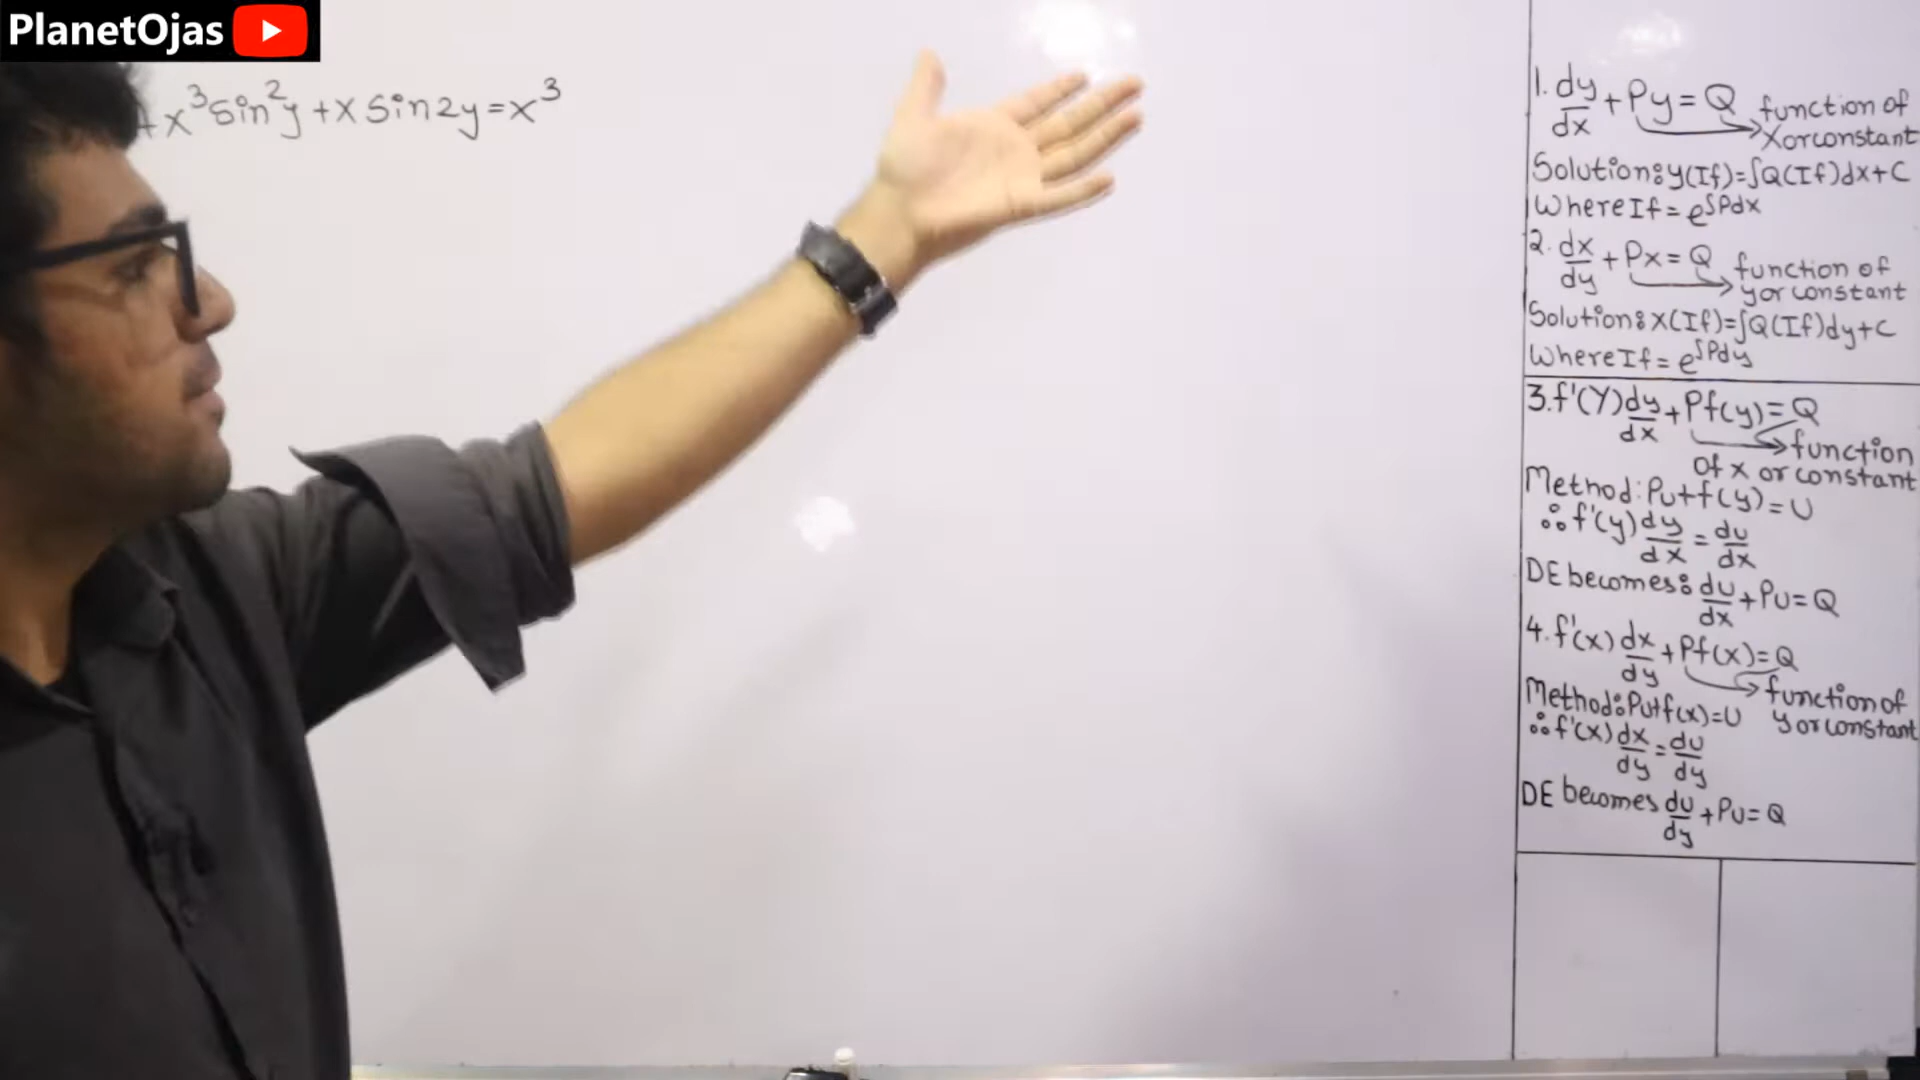 PlanetOjas
+x³sin²y+xsin2y=x³
1. dy/dx+Py=Q function of
x or constant
Solution: y(If)=∫Q(If)dx+C
Where If=e^∫Pdx
2. dx/dy+Px=Q function of
y or constant
Solution: x(If)=∫Q(If)dy+C
Where If=e^∫Pdy
3. f'(Y)dy/dx+Pf(y)=Q
function
of x or constant
Method: Put f(y)=U
∴ f'(y)dy/dx=du/dx
DE becomes: du/dx+PU=Q
4. f'(x)dx/dy+Pf(x)=Q
function of
y or constant
Method: Put f(x)=U
∴ f'(x)dx/dy=du/dy
DE becomes du/dy+PU=Q